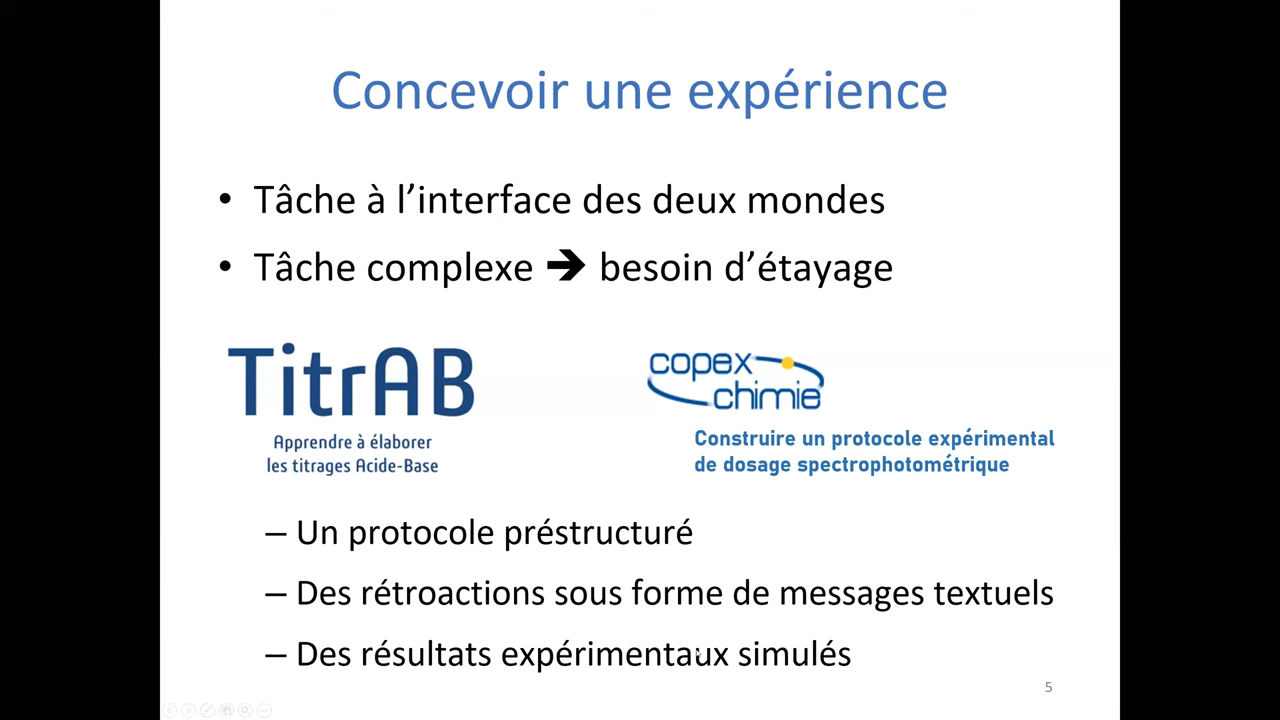 Concevoir une expérience
• Tâche à l’interface des deux mondes
• Tâche complexe ➔ besoin d’étayage
TitrAB
Apprendre à élaborer
les titrages Acide-Base
copex
chimie
Construire un protocole expérimental
de dosage spectrophotométrique
– Un protocole préstructuré
– Des rétroactions sous forme de messages textuels
– Des résultats expérimentaux simulés
5